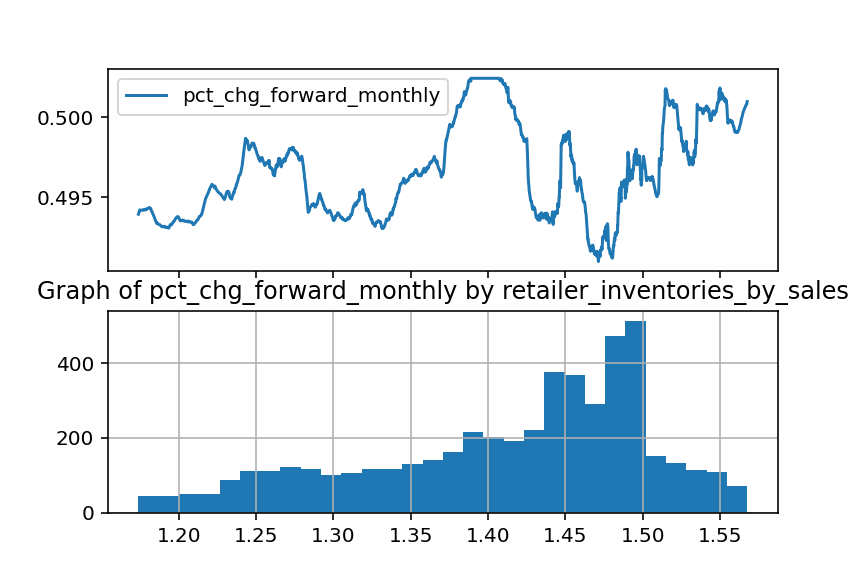 pct_chg_forward_monthly
0.500
0.495
Graph of pct_chg_forward_monthly by retailer_inventories_by_sales
400
200
0
1.20 1.25 1.30 1.35 1.40 1.45 1.50 1.55